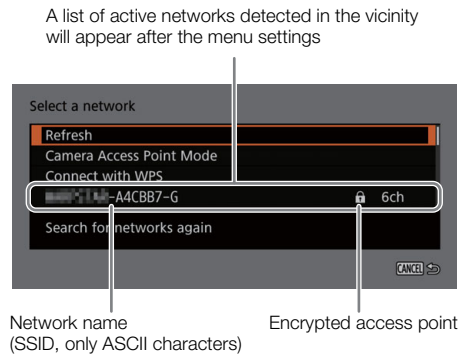 A list of active networks detected in the vicinity
will appear after the menu settings
Select a network
Refresh
Camera Access Point Mode
Connect with WPS
-A4CBB7-G 6ch
Search for networks again
CANCEL
Network name
(SSID, only ASCII characters)
Encrypted access point